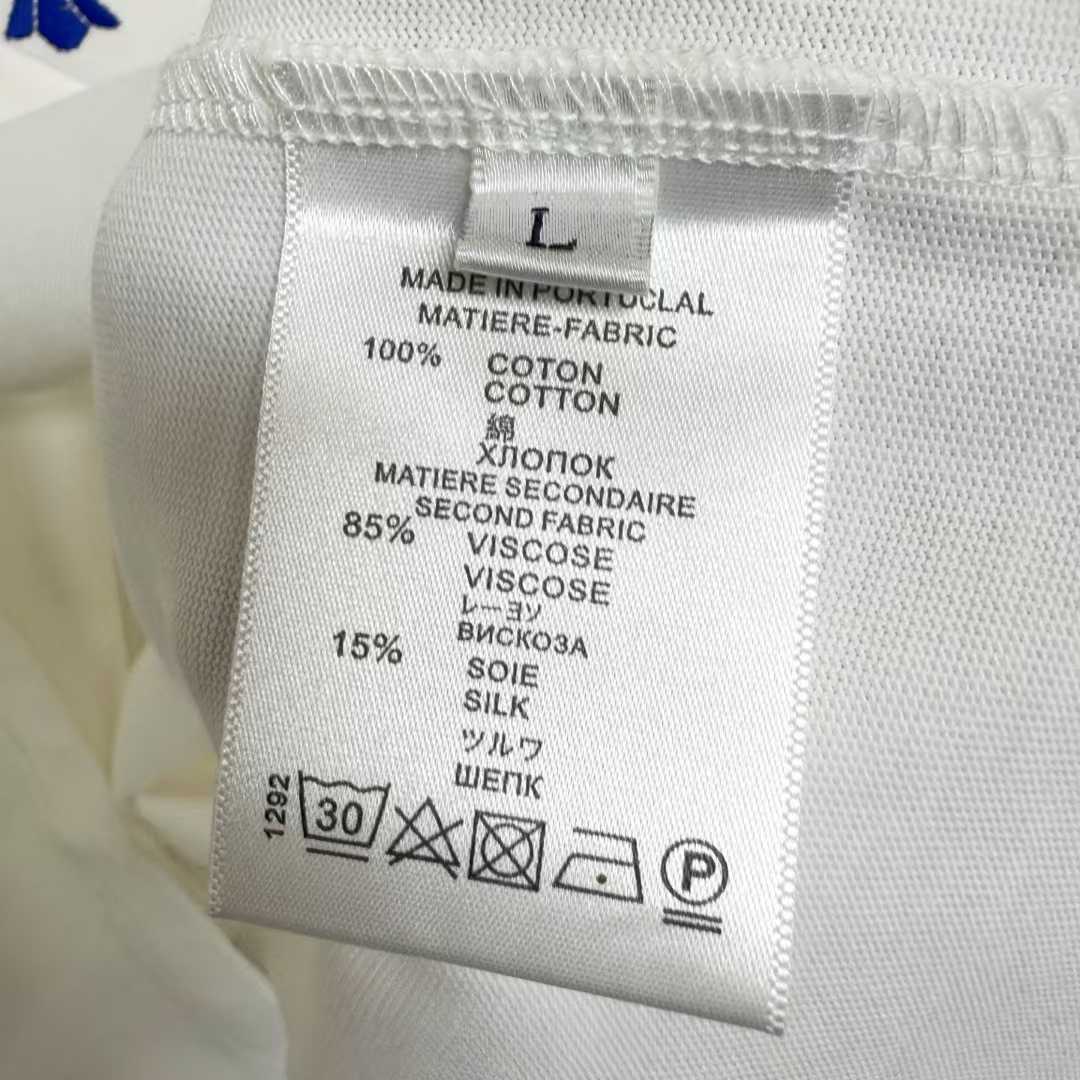 L
MADE IN PORTUCLAL
MATIERE-FABRIC
100% COTON
COTTON
綿
ХЛОПОК
MATIERE SECONDAIRE
SECOND FABRIC
85% VISCOSE
VISCOSE
レーヨソ
ВИСКОЗА
15% SOIE
SILK
ツルワ
ШЕПК
1292
30
P